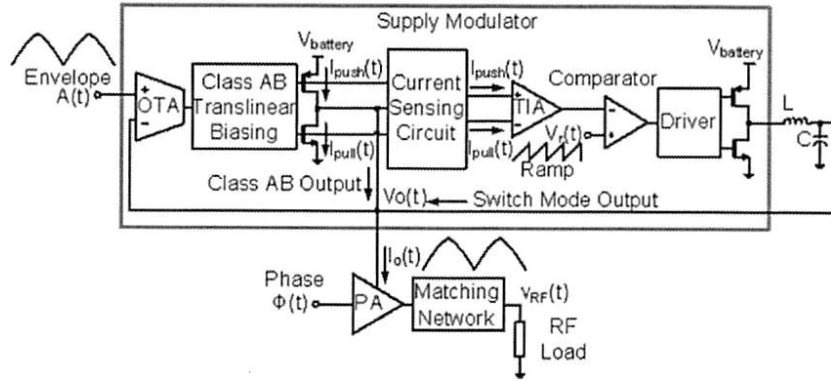 Supply Modulator
Envelope
A(t)
+
-
OTA
Class AB
Translinear
Biasing
Vbattery
Ipush(t)
Ipull(t)
Current
Sensing
Circuit
Ipush(t)
Ipull(t)
+
-
TIA
Comparator
-
+
Vr(t)
Ramp
Driver
Vbattery
L
C
Class AB Output
Vo(t)
Switch Mode Output
Io(t)
Phase
Φ(t)
PA
Matching
Network
vRF(t)
RF
Load